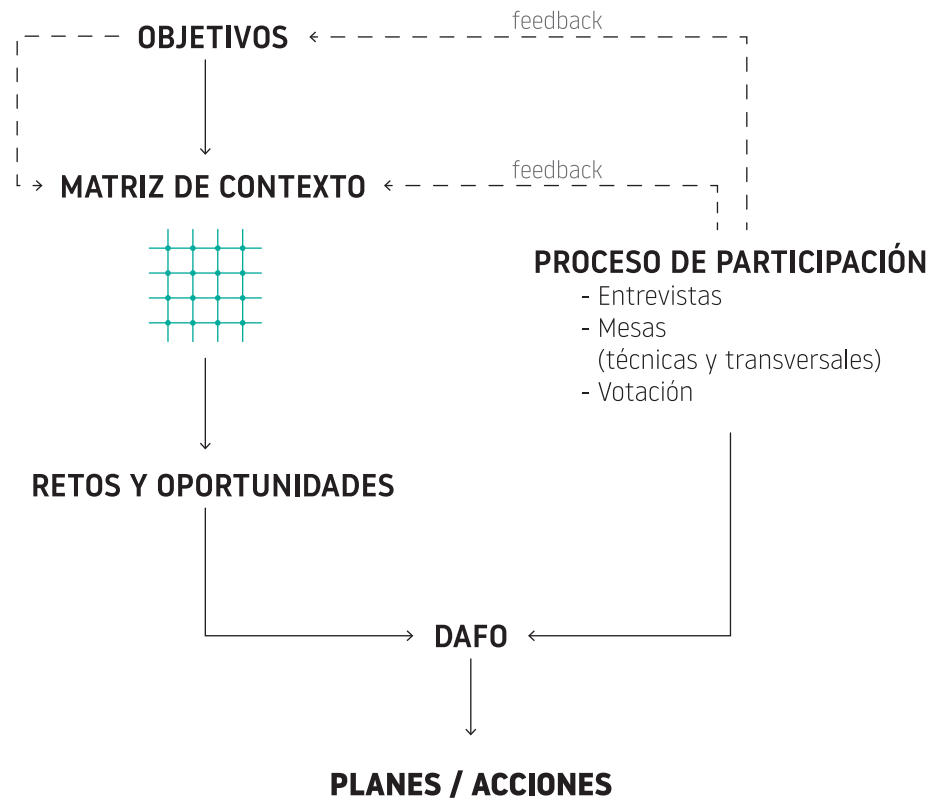 feedback
OBJETIVOS
feedback
MATRIZ DE CONTEXTO
PROCESO DE PARTICIPACIÓN
- Entrevistas
- Mesas
(técnicas y transversales)
- Votación
RETOS Y OPORTUNIDADES
DAFO
PLANES / ACCIONES